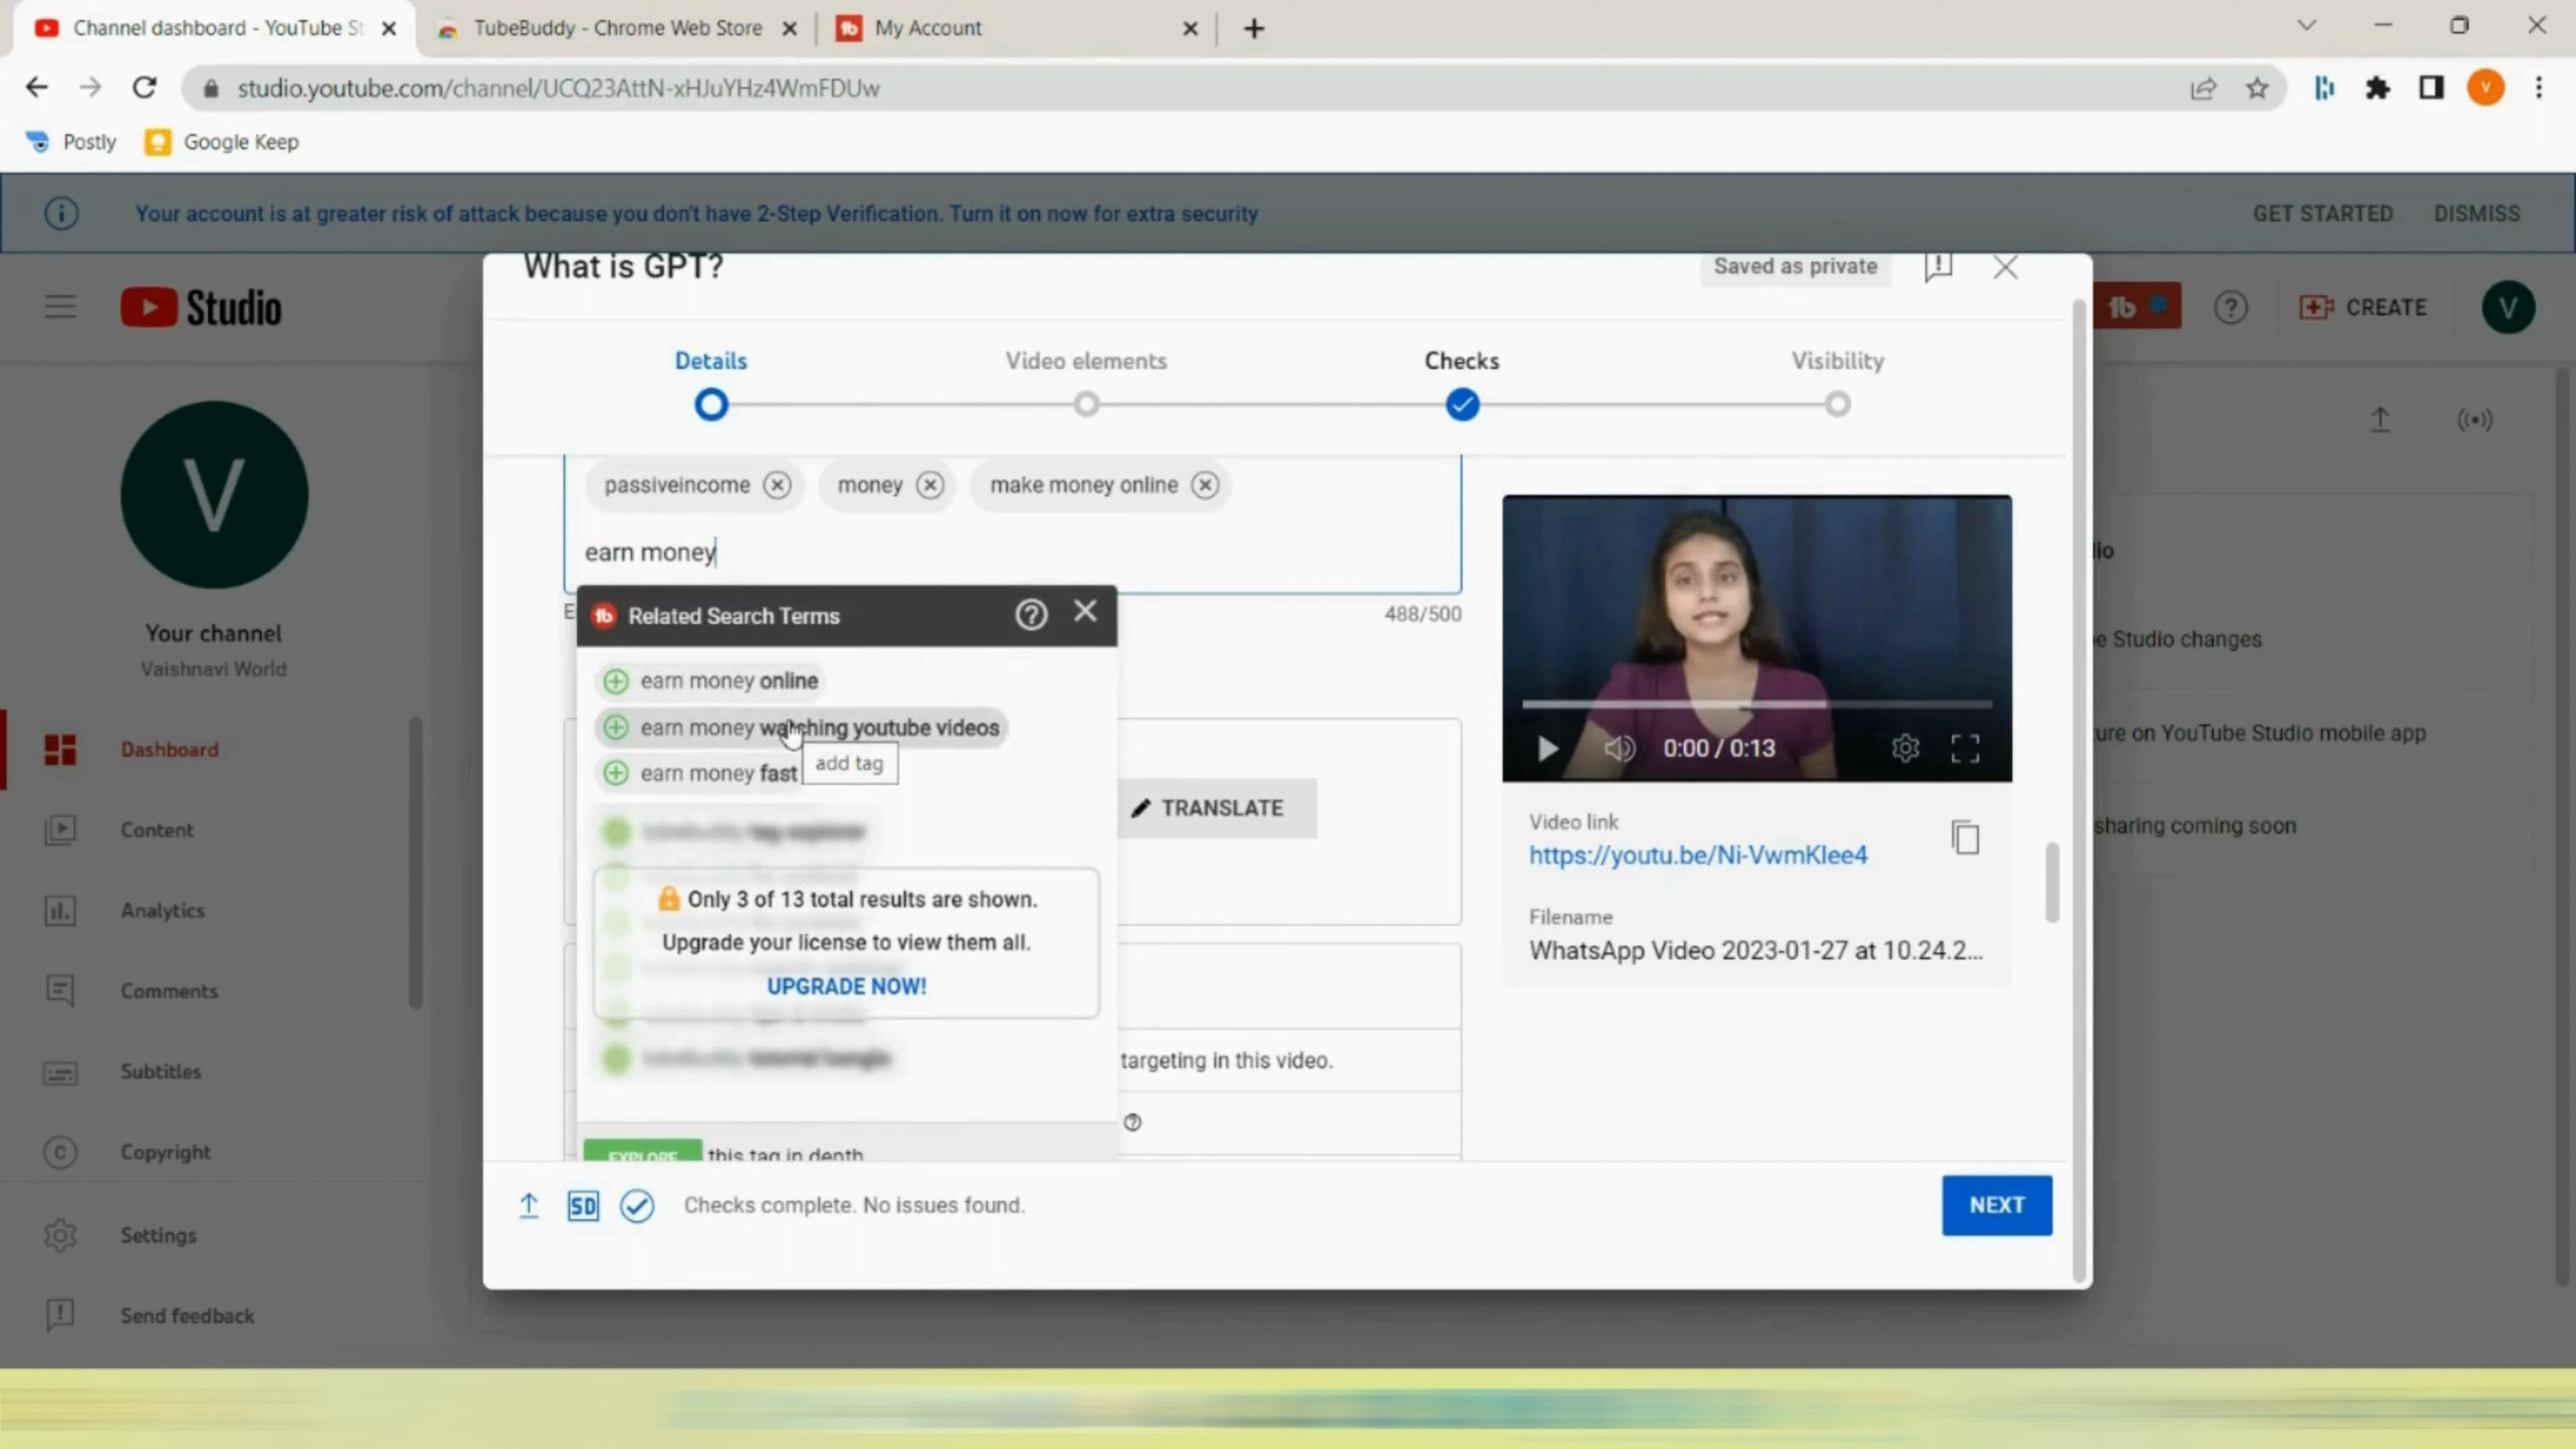 Channel dashboard - YouTube St
TubeBuddy - Chrome Web Store
My Account
studio.youtube.com/channel/UCQ23AttN-xHJuYHz4WmFDUw
V
Postly
Google Keep
Your account is at greater risk of attack because you don't have 2-Step Verification. Turn it on now for extra security
GET STARTED
DISMISS
What is GPT?
Saved as private
Studio
CREATE
V
Details
Video elements
Checks
Visibility
V
Your channel
Vaishnavi World
Dashboard
Content
Analytics
Comments
Subtitles
Copyright
Settings
Send feedback
passiveincome
money
make money online
earn money
488/500
Related Search Terms
earn money online
earn money watching youtube videos
add tag
earn money fast
Only 3 of 13 total results are shown.
Upgrade your license to view them all.
UPGRADE NOW!
EXPLORE this tag in depth
TRANSLATE
targeting in this video.
0:00 / 0:13
Video link
https://youtu.be/Ni-VwmKlee4
Filename
WhatsApp Video 2023-01-27 at 10.24.2...
lio
e Studio changes
ure on YouTube Studio mobile app
sharing coming soon
SD
Checks complete. No issues found.
NEXT